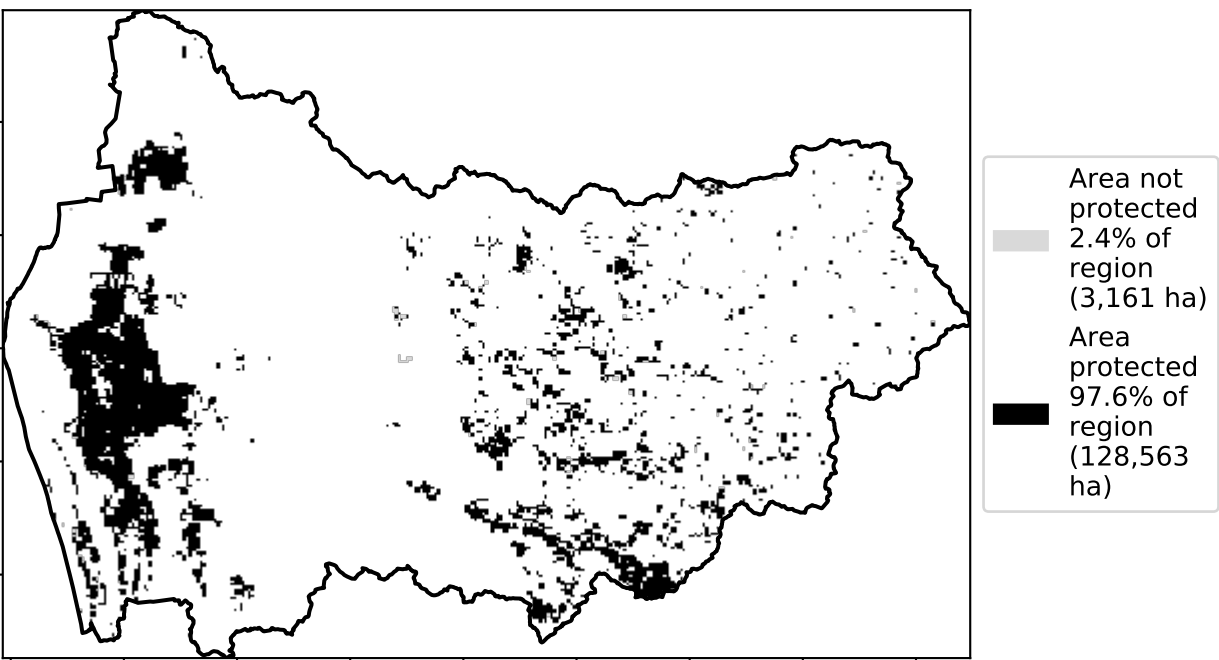 Area not
protected
2.4% of
region
(3,161 ha)
Area
protected
97.6% of
region
(128,563
ha)